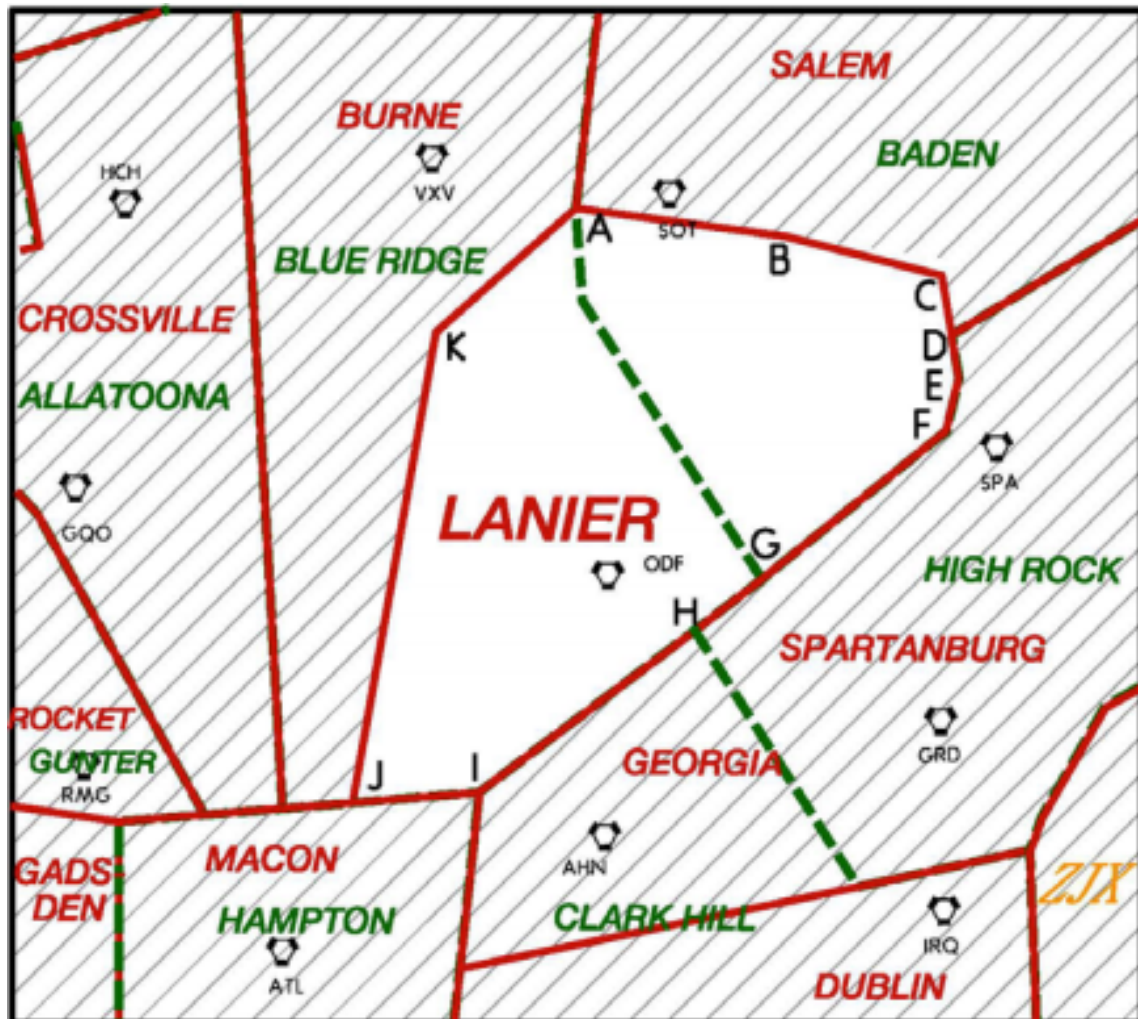 SALEM
BURNE
BADEN
HCH
VXV
SOT
A
B
BLUE RIDGE
C
CROSSVILLE
K
D
E
ALLATOONA
F
SPA
GQO
LANIER
G
ODF
HIGH ROCK
H
SPARTANBURG
ROCKET
GUNTER
RMG
J
I
GEORGIA
GRD
GADS
DEN
MACON
AHN
ZJX
HAMPTON
CLARK HILL
IRQ
ATL
DUBLIN